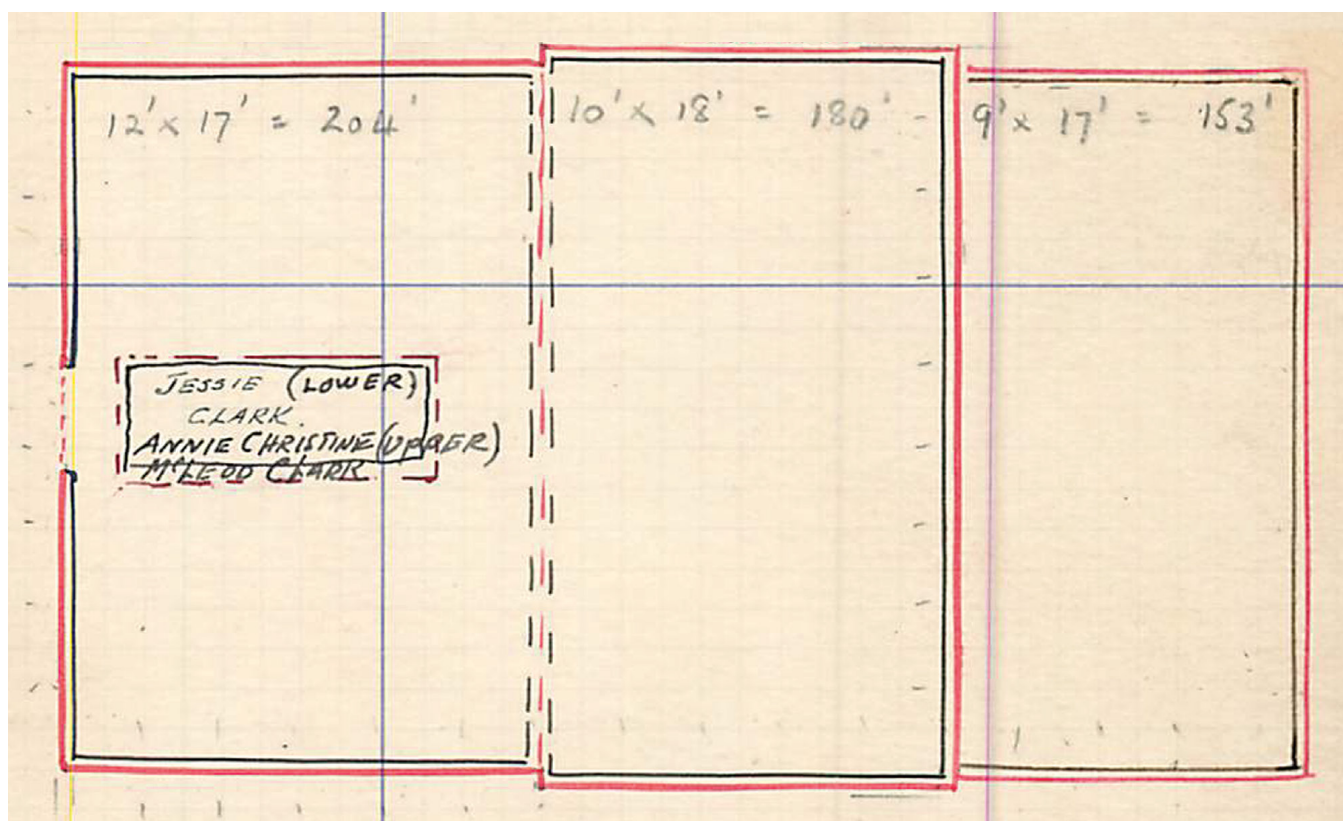 12' x 17' = 204'
10' x 18' = 180'
9' x 17' = 153'
JESSIE (LOWER)
CLARK.
ANNIE CHRISTINE (UPPER)
McLEOD CLARK